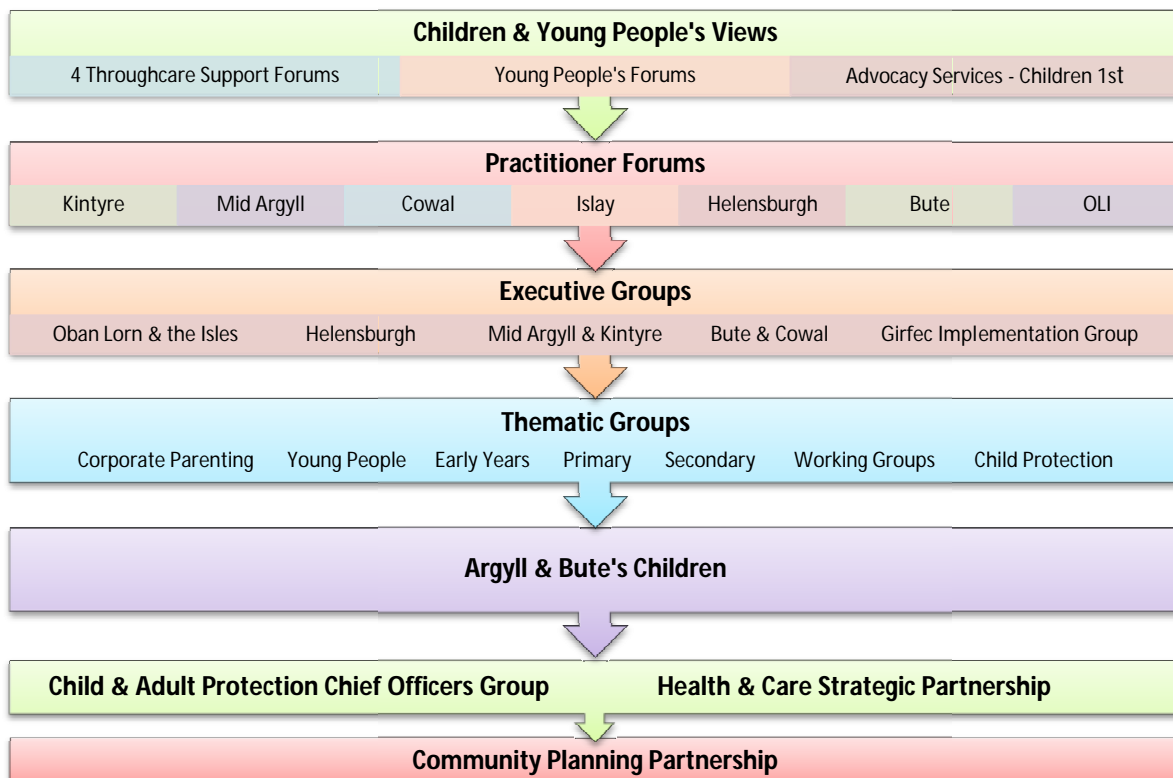 Children & Young People's Views
4 Throughcare Support Forums Young People's Forums Advocacy Services - Children 1st
Practitioner Forums
Kintyre Mid Argyll Cowal Islay Helensburgh Bute OLI
Executive Groups
Oban Lorn & the Isles Helensburgh Mid Argyll & Kintyre Bute & Cowal Girfec Implementation Group
Thematic Groups
Corporate Parenting Young People Early Years Primary Secondary Working Groups Child Protection
Argyll & Bute's Children
Child & Adult Protection Chief Officers Group Health & Care Strategic Partnership
Community Planning Partnership